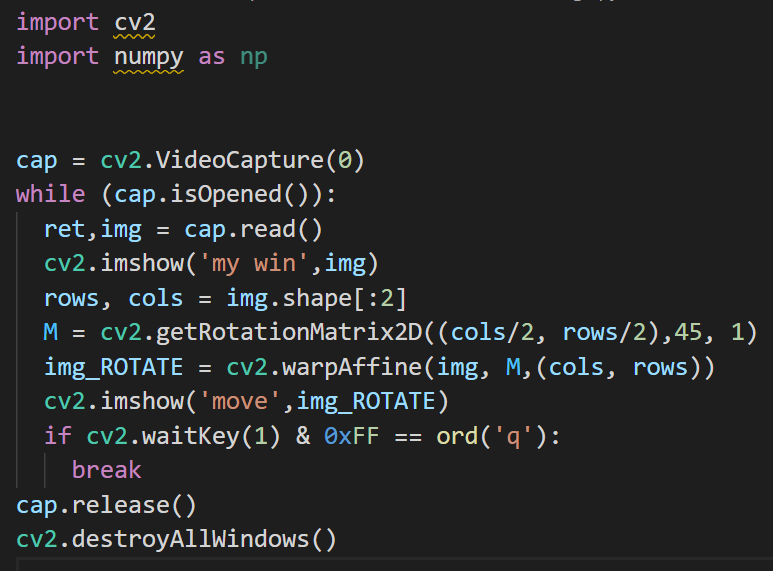 import cv2
import numpy as np
cap = cv2.VideoCapture(0)
while (cap.isOpened()):
  ret,img = cap.read()
  cv2.imshow('my win',img)
  rows, cols = img.shape[:2]
  M = cv2.getRotationMatrix2D((cols/2, rows/2),45, 1)
  img_ROTATE = cv2.warpAffine(img, M,(cols, rows))
  cv2.imshow('move',img_ROTATE)
  if cv2.waitKey(1) & 0xFF == ord('q'):
    break
cap.release()
cv2.destroyAllWindows()